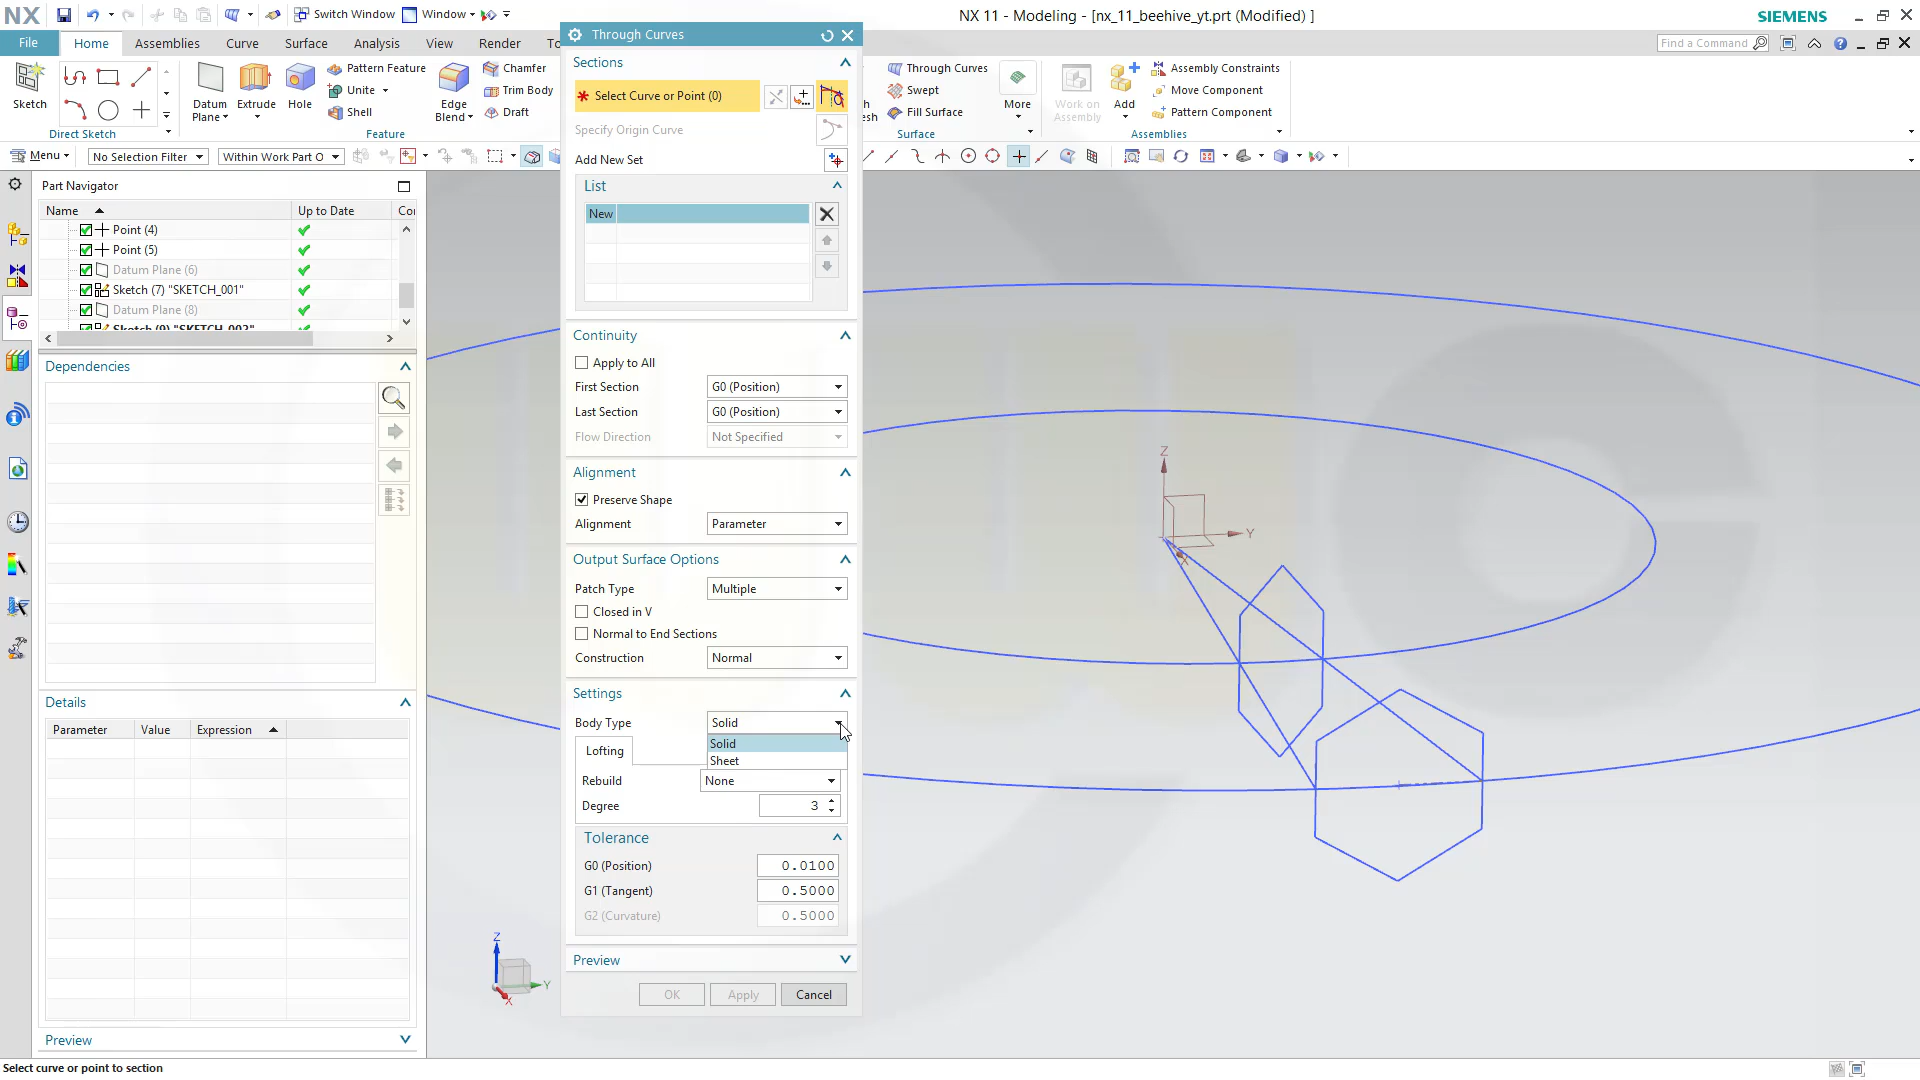 NX
Switch Window
Window
NX 11 - Modeling - [nx_11_beehive_yt.prt (Modified) ]
SIEMENS
File
Home
Assemblies
Curve
Surface
Analysis
View
Render
To
Find a Command
Sketch
Direct Sketch
Datum
Plane
Extrude
Hole
Pattern Feature
Unite
Shell
Feature
Edge
Blend
Chamfer
Trim Body
Draft
Through Curves
Swept
Fill Surface
Surface
More
Work on
Assembly
Add
Assembly Constraints
Move Component
Pattern Component
Assemblies
Menu
No Selection Filter
Within Work Part O
Part Navigator
Name
Up to Date
Point (4)
Point (5)
Datum Plane (6)
Sketch (7) "SKETCH_001"
Datum Plane (8)
Sketch (9) "SKETCH_002"
Dependencies
Details
Parameter
Value
Expression
Preview
Through Curves
Sections
Select Curve or Point (0)
Specify Origin Curve
Add New Set
List
New
Continuity
Apply to All
First Section
G0 (Position)
Last Section
G0 (Position)
Flow Direction
Not Specified
Alignment
Preserve Shape
Alignment
Parameter
Output Surface Options
Patch Type
Multiple
Closed in V
Normal to End Sections
Construction
Normal
Settings
Body Type
Solid
Solid
Sheet
Lofting
Rebuild
None
Degree
3
Tolerance
G0 (Position)
0.0100
G1 (Tangent)
0.5000
G2 (Curvature)
0.5000
Preview
OK
Apply
Cancel
Z
Y
X
Z
Y
X
Select curve or point to section